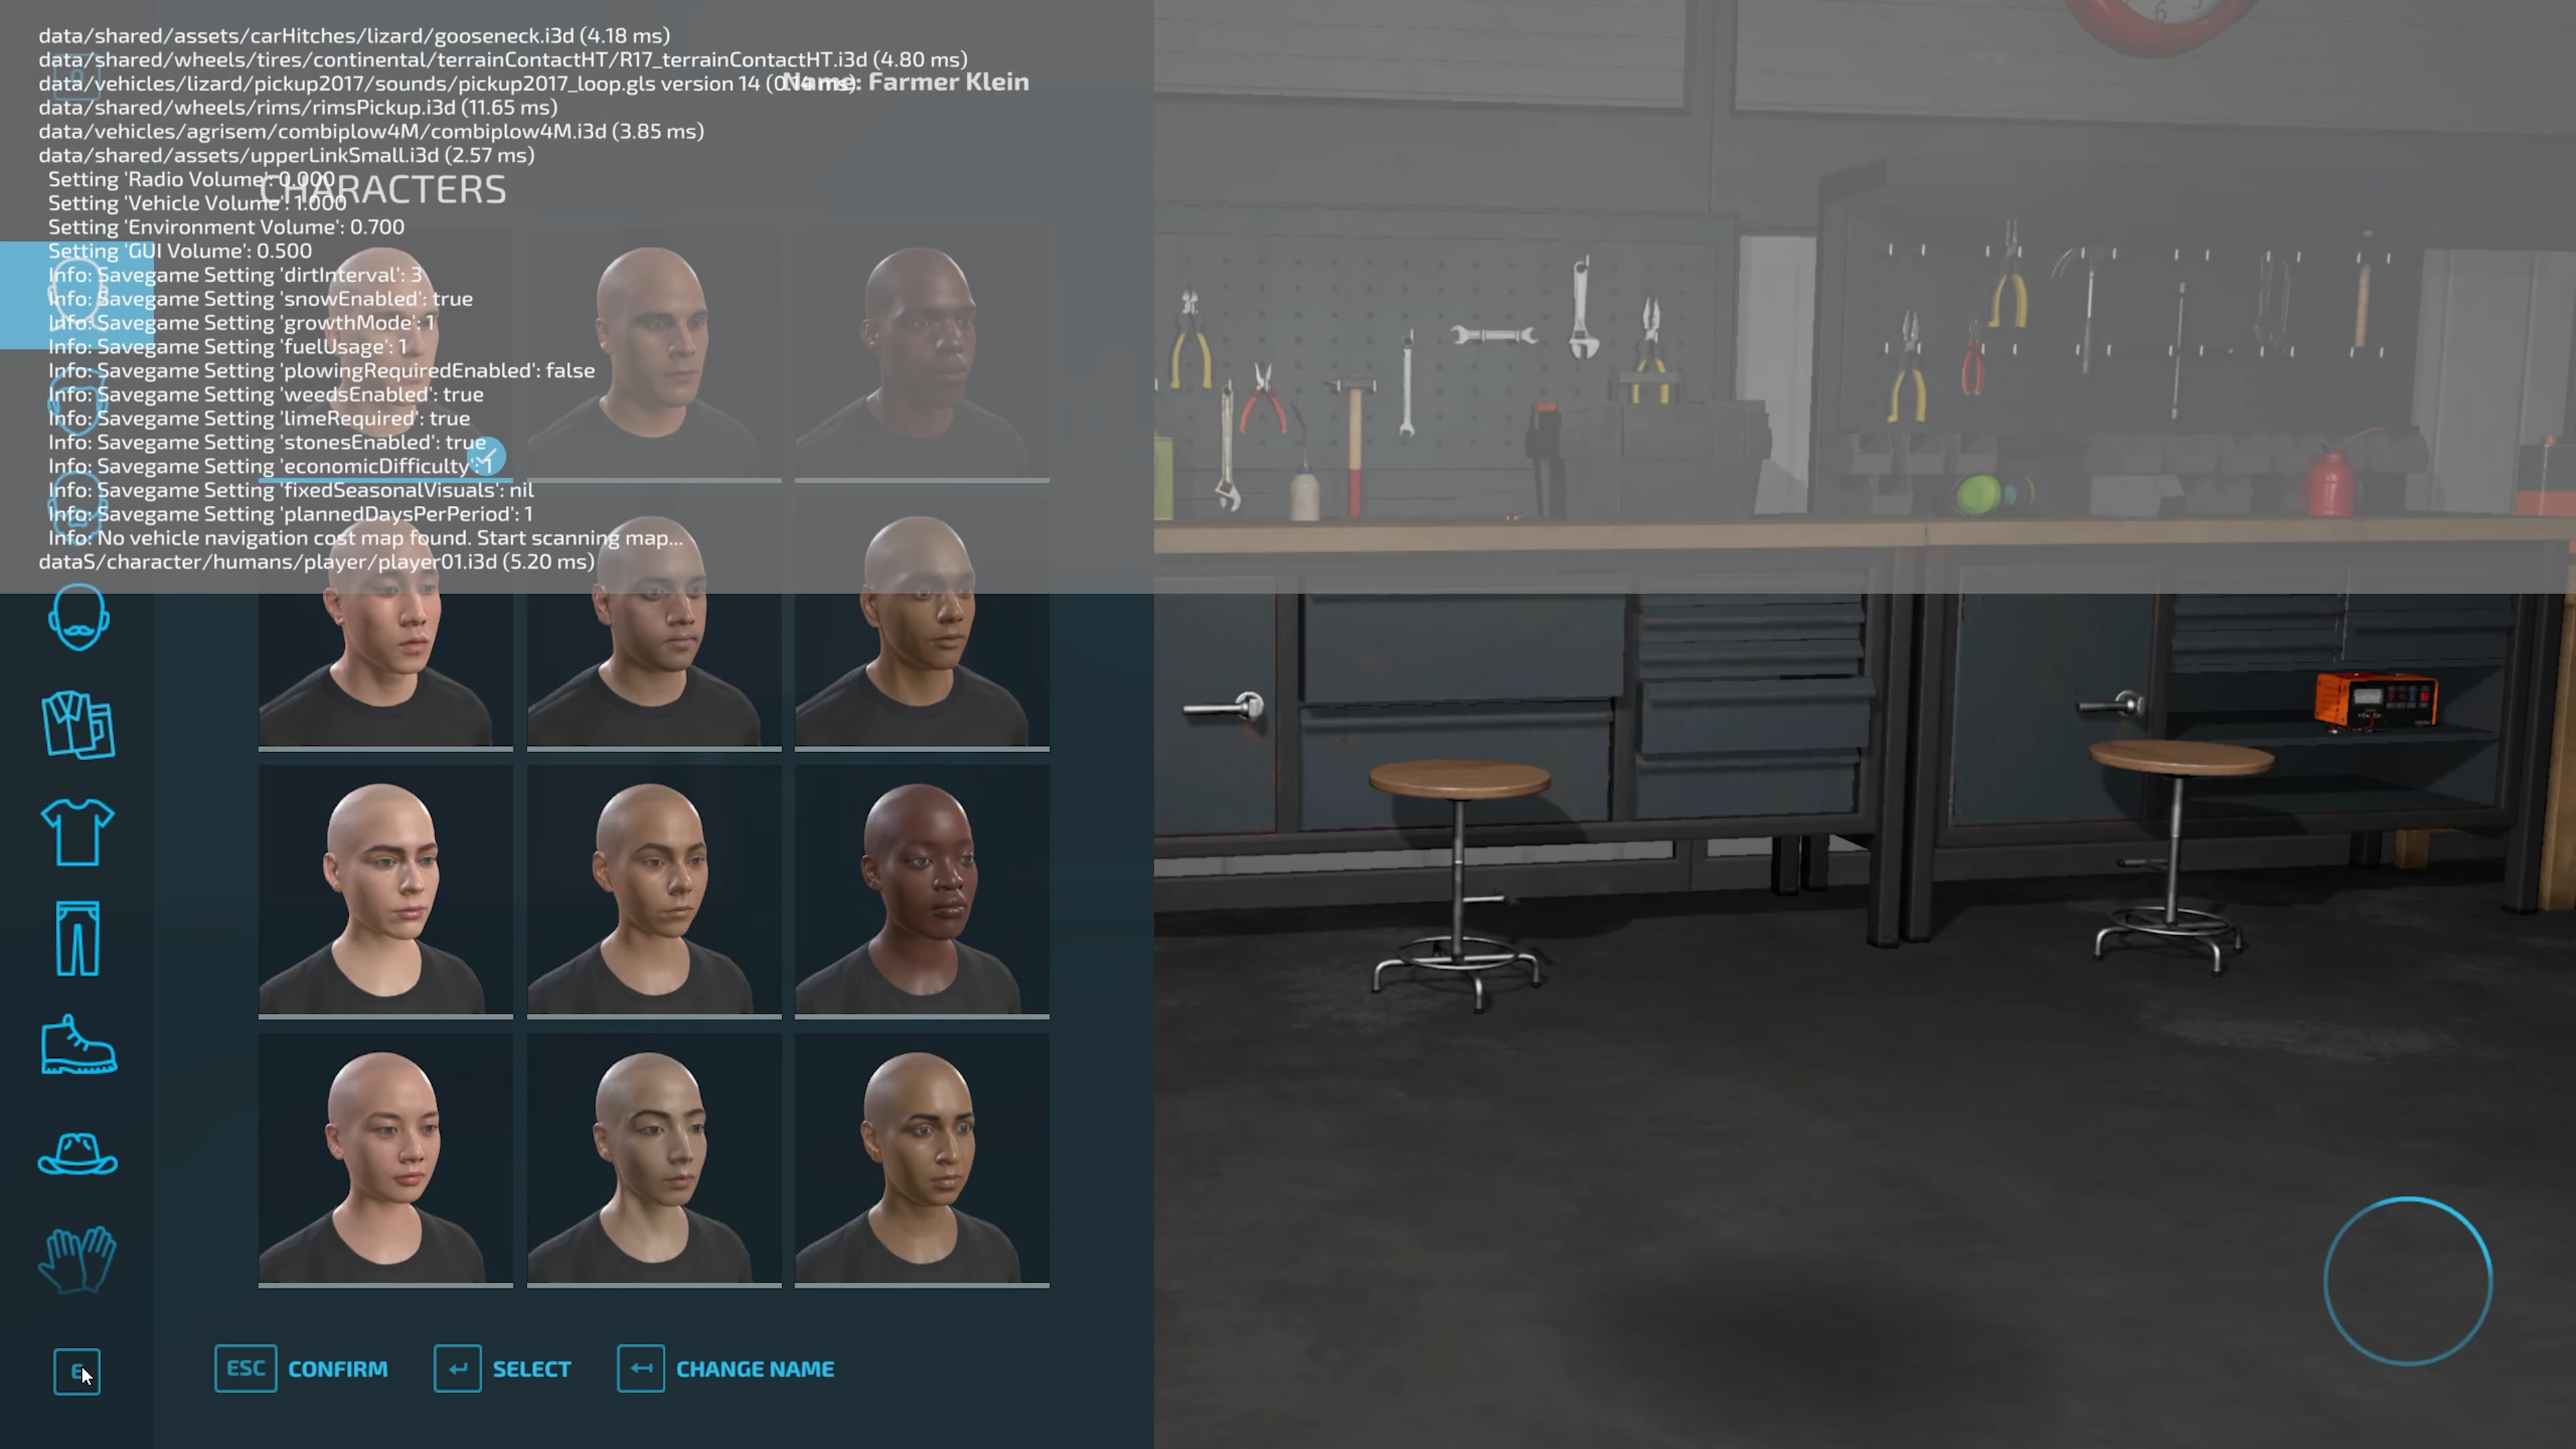 data/shared/assets/carHitches/lizard/gooseneck.i3d (4.18 ms)
data/shared/wheels/tires/continental/terrainContactHT/R17_terrainContactHT.i3d (4.80 ms)
data/vehicles/lizard/pickup2017/sounds/pickup2017_loop.gls version 14
Name: Farmer Klein
data/shared/wheels/rims/rimsPickup.i3d (11.65 ms)
data/vehicles/agrisem/combiplow4M/combiplow4M.i3d (3.85 ms)
data/shared/assets/upperLinkSmall.i3d (2.57 ms)
Setting 'Radio Volume': 0.000
CHARACTERS
Setting 'Vehicle Volume': 1.000
Setting 'Environment Volume': 0.700
Setting 'GUI Volume': 0.500
Info: Savegame Setting 'dirtInterval': 3
Info: Savegame Setting 'snowEnabled': true
Info: Savegame Setting 'growthMode': 1
Info: Savegame Setting 'fuelUsage': 1
Info: Savegame Setting 'plowingRequiredEnabled': false
Info: Savegame Setting 'weedsEnabled': true
Info: Savegame Setting 'limeRequired': true
Info: Savegame Setting 'stonesEnabled': true
Info: Savegame Setting 'economicDifficulty': 1
Info: Savegame Setting 'fixedSeasonalVisuals': nil
Info: Savegame Setting 'plannedDaysPerPeriod': 1
Info: No vehicle navigation cost map found. Start scanning map...
dataS/character/humans/player/player01.i3d (5.20 ms)
E
ESC CONFIRM
SELECT
CHANGE NAME